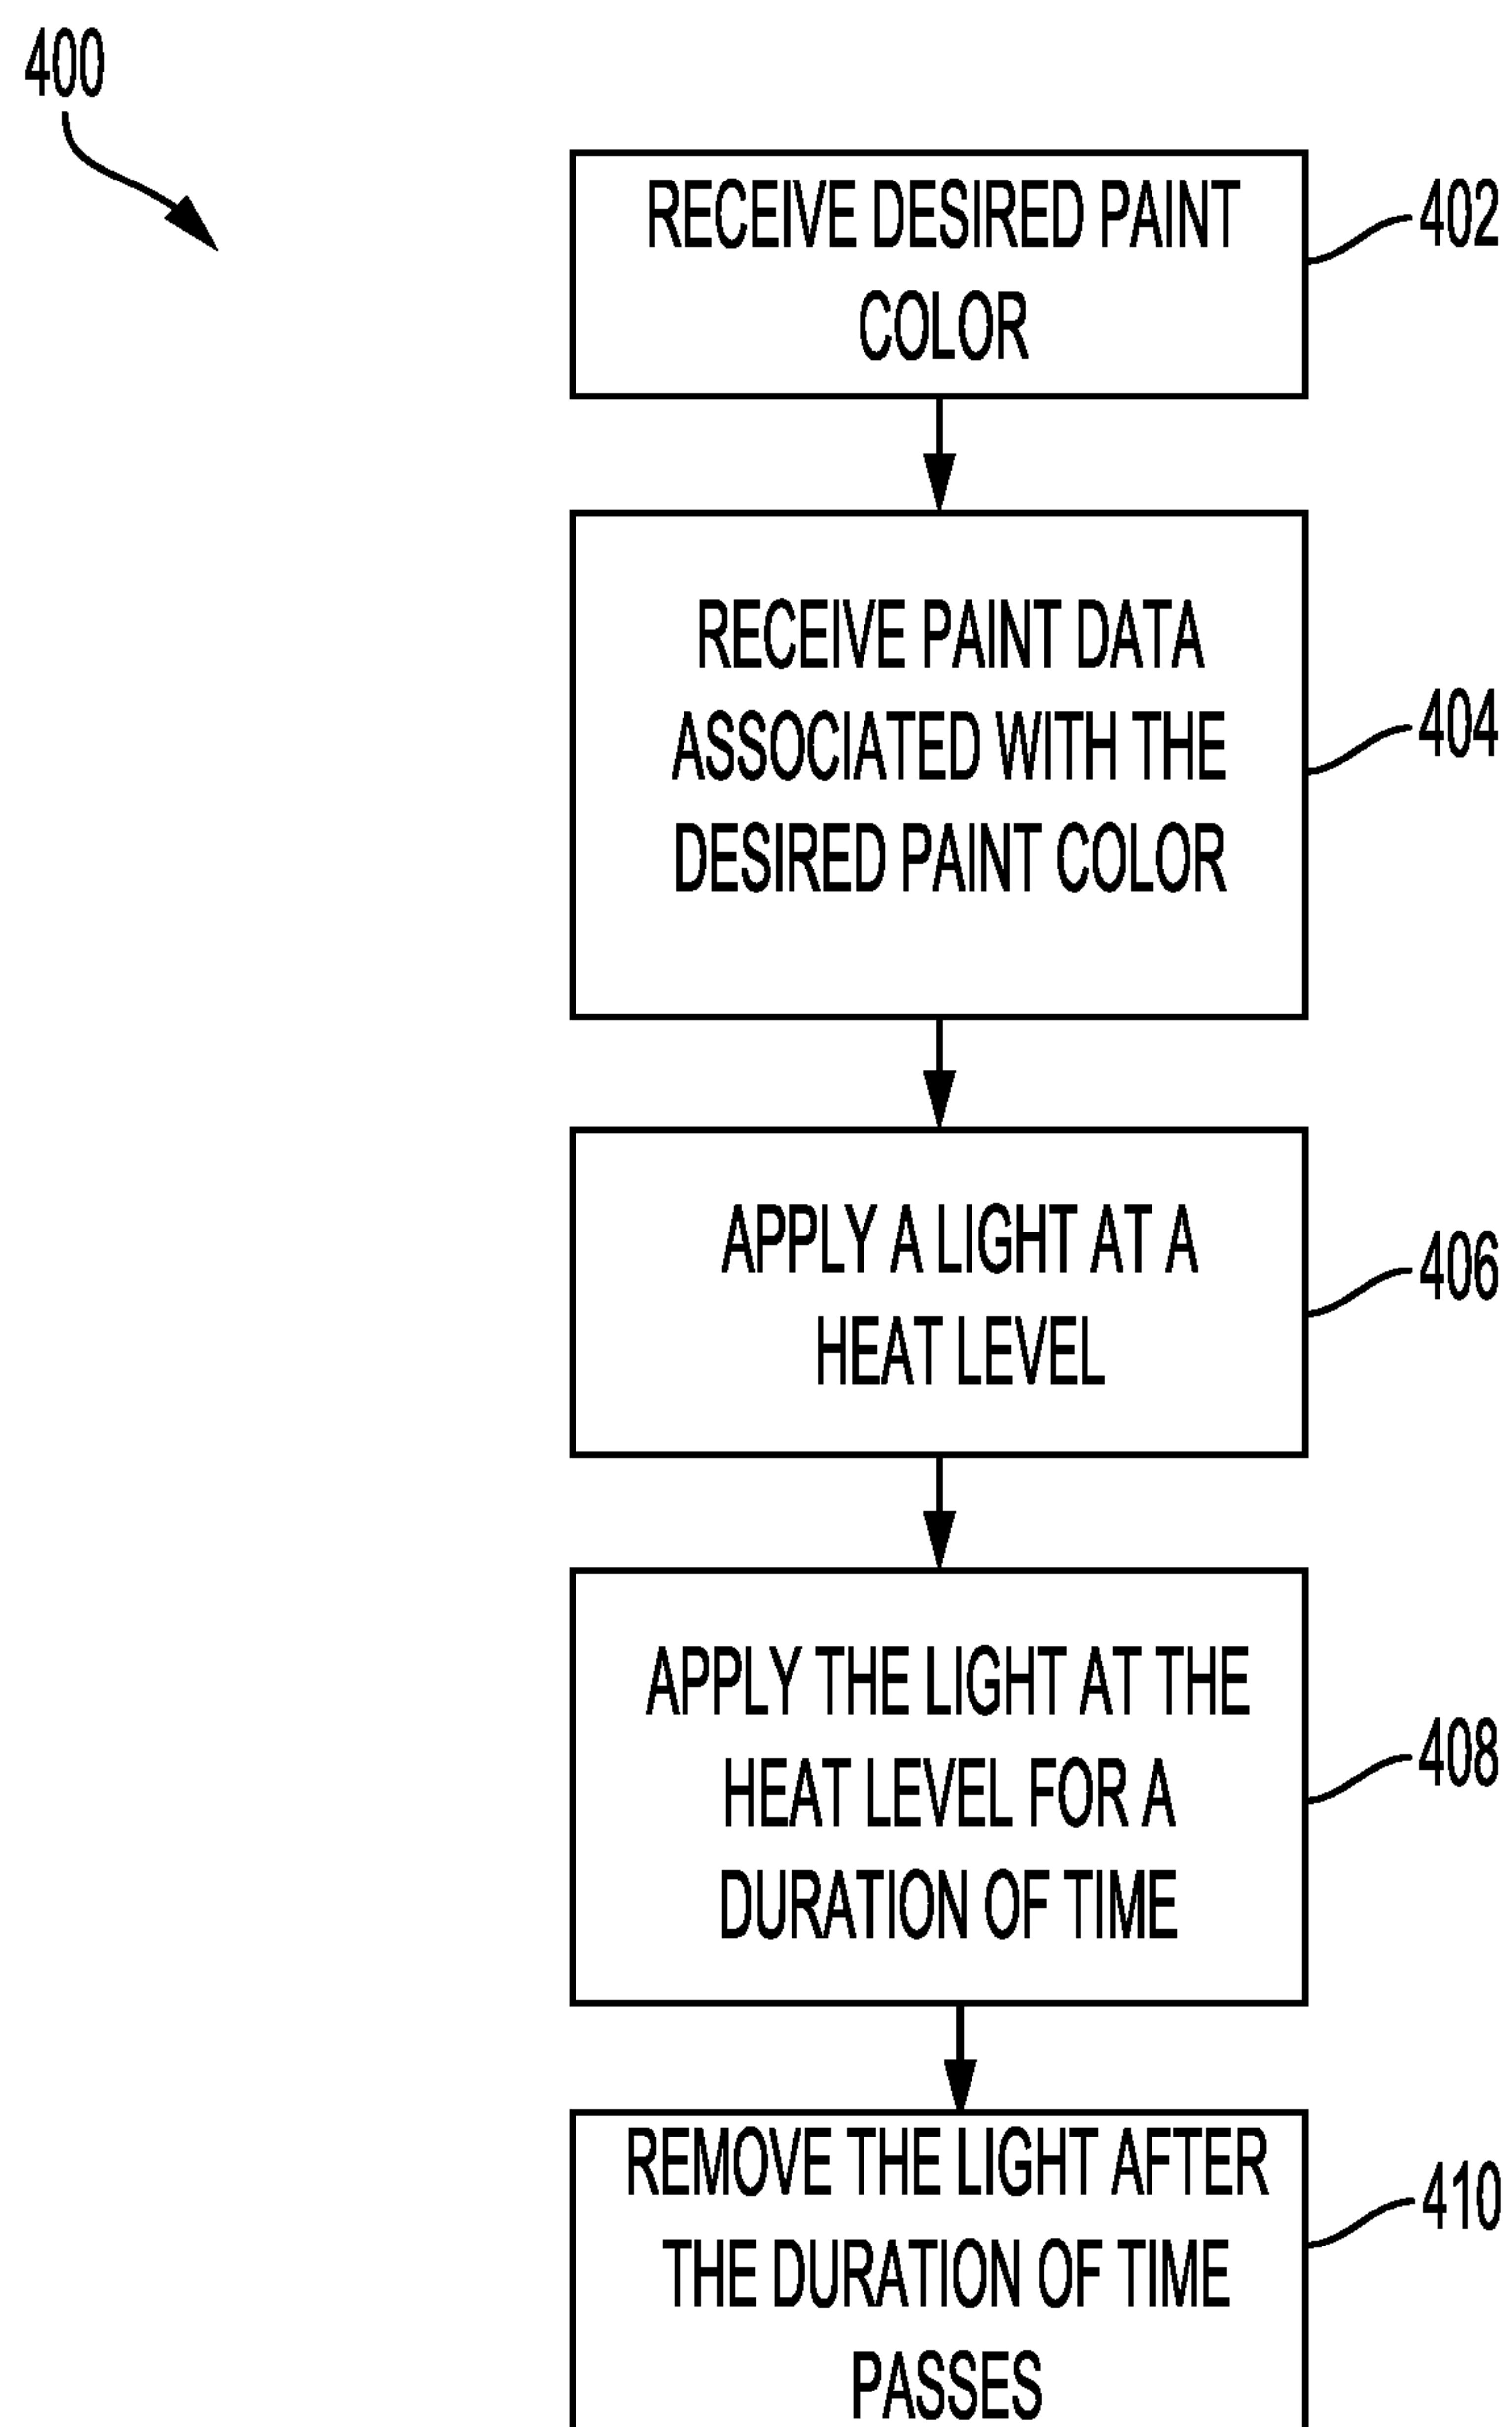 400
RECEIVE DESIRED PAINT
COLOR
402
RECEIVE PAINT DATA
ASSOCIATED WITH THE
DESIRED PAINT COLOR
404
APPLY A LIGHT AT A
HEAT LEVEL
406
APPLY THE LIGHT AT THE
HEAT LEVEL FOR A
DURATION OF TIME
408
REMOVE THE LIGHT AFTER
THE DURATION OF TIME
PASSES
410